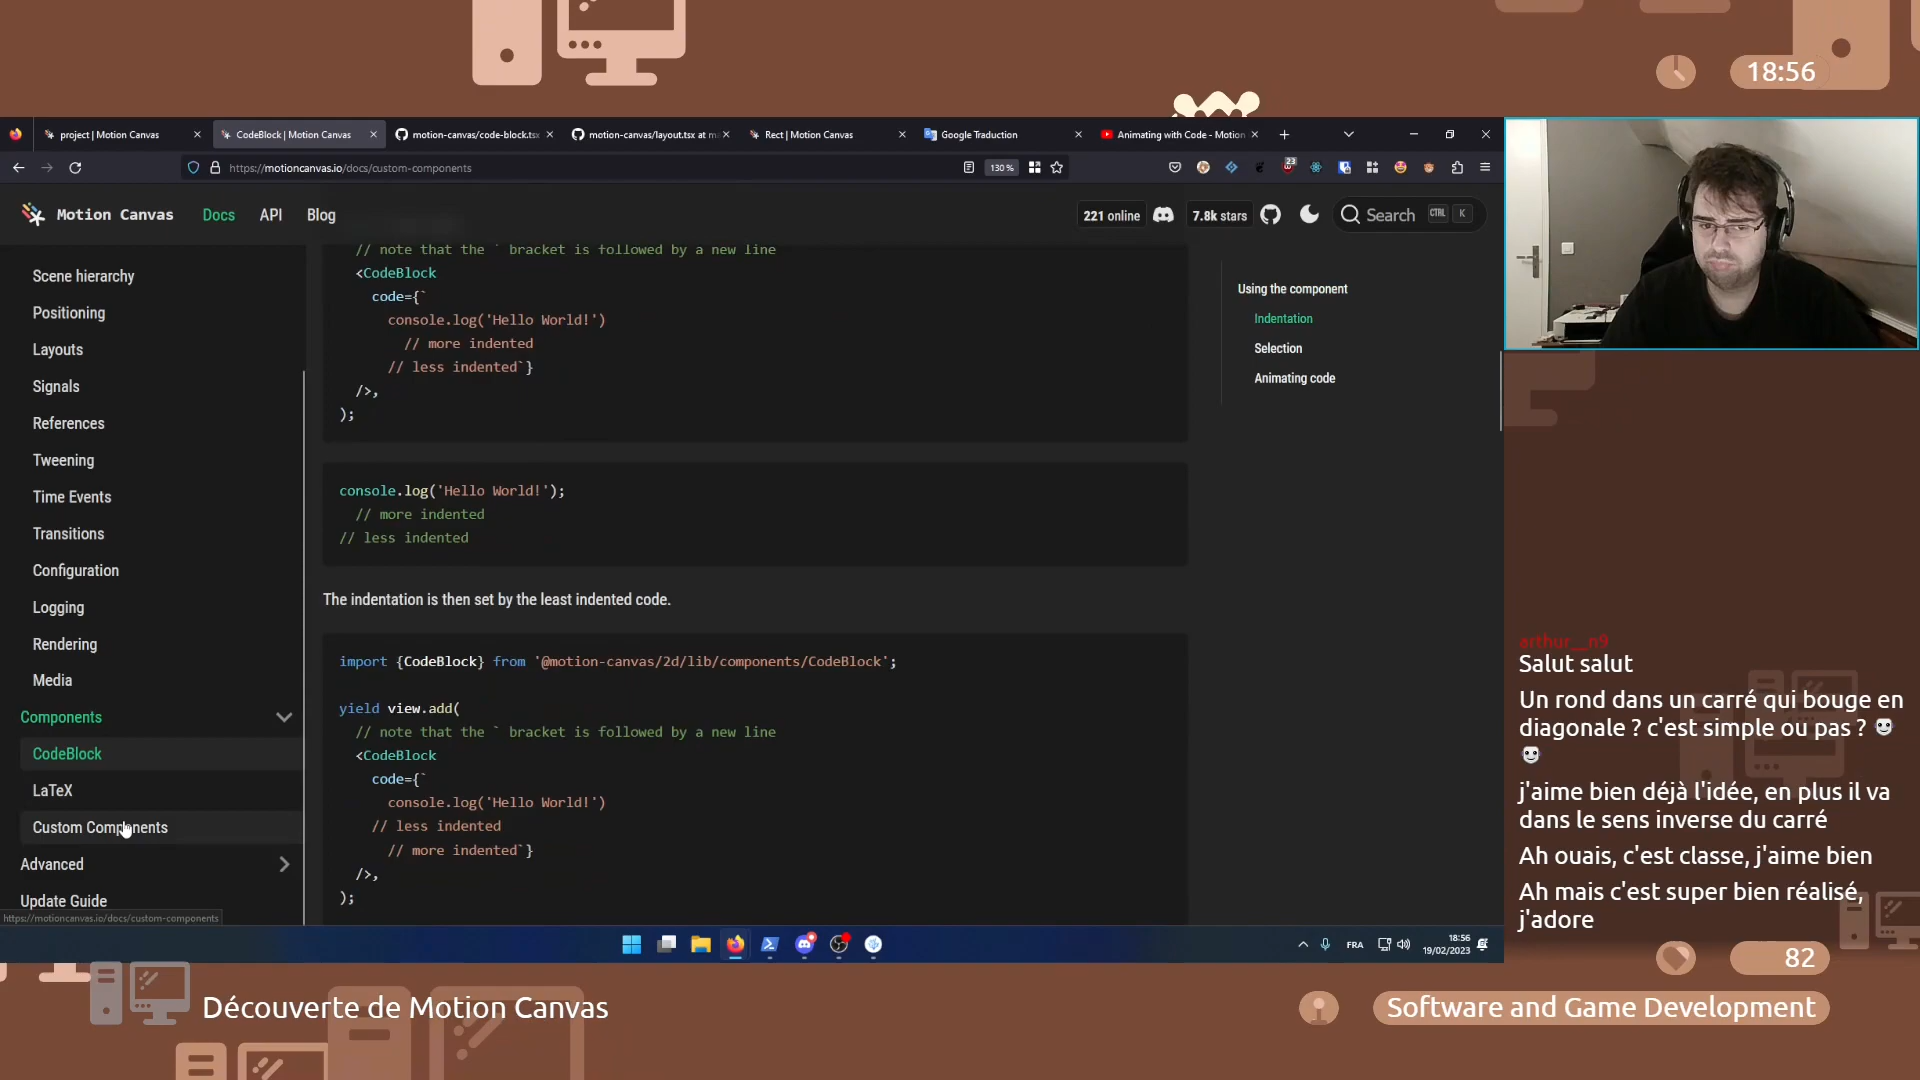 18:56
project | Motion Canvas
CodeBlock | Motion Canvas
motion-canvas/code-block.tsx
motion-canvas/layout.tsx at m
Rect | Motion Canvas
Google Traduction
Animating with Code - Motion
https://motioncanvas.io/docs/custom-components
130 %
23
Motion Canvas
Docs
API
Blog
221 online
7.8k stars
Search
CTRL
K
Scene hierarchy
Positioning
Layouts
Signals
References
Tweening
Time Events
Transitions
Configuration
Logging
Rendering
Media
Components
CodeBlock
LaTeX
Custom Components
Advanced
Update Guide
https://motioncanvas.io/docs/custom-components
// note that the ` bracket is followed by a new line
<CodeBlock
code={`
console.log('Hello World!')
// more indented
// less indented`}
/>,
);
console.log('Hello World!');
// more indented
// less indented
The indentation is then set by the least indented code.
import {CodeBlock} from '@motion-canvas/2d/lib/components/CodeBlock';
yield view.add(
// note that the ` bracket is followed by a new line
<CodeBlock
code={`
console.log('Hello World!')
// less indented
// more indented`}
/>,
);
Using the component
Indentation
Selection
Animating code
FRA
18:56
19/02/2023
arthur__n9
Salut salut
Un rond dans un carré qui bouge en
diagonale ? c'est simple ou pas ?
j'aime bien déjà l'idée, en plus il va
dans le sens inverse du carré
Ah ouais, c'est classe, j'aime bien
Ah mais c'est super bien réalisé,
j'adore
82
Découverte de Motion Canvas
Software and Game Development